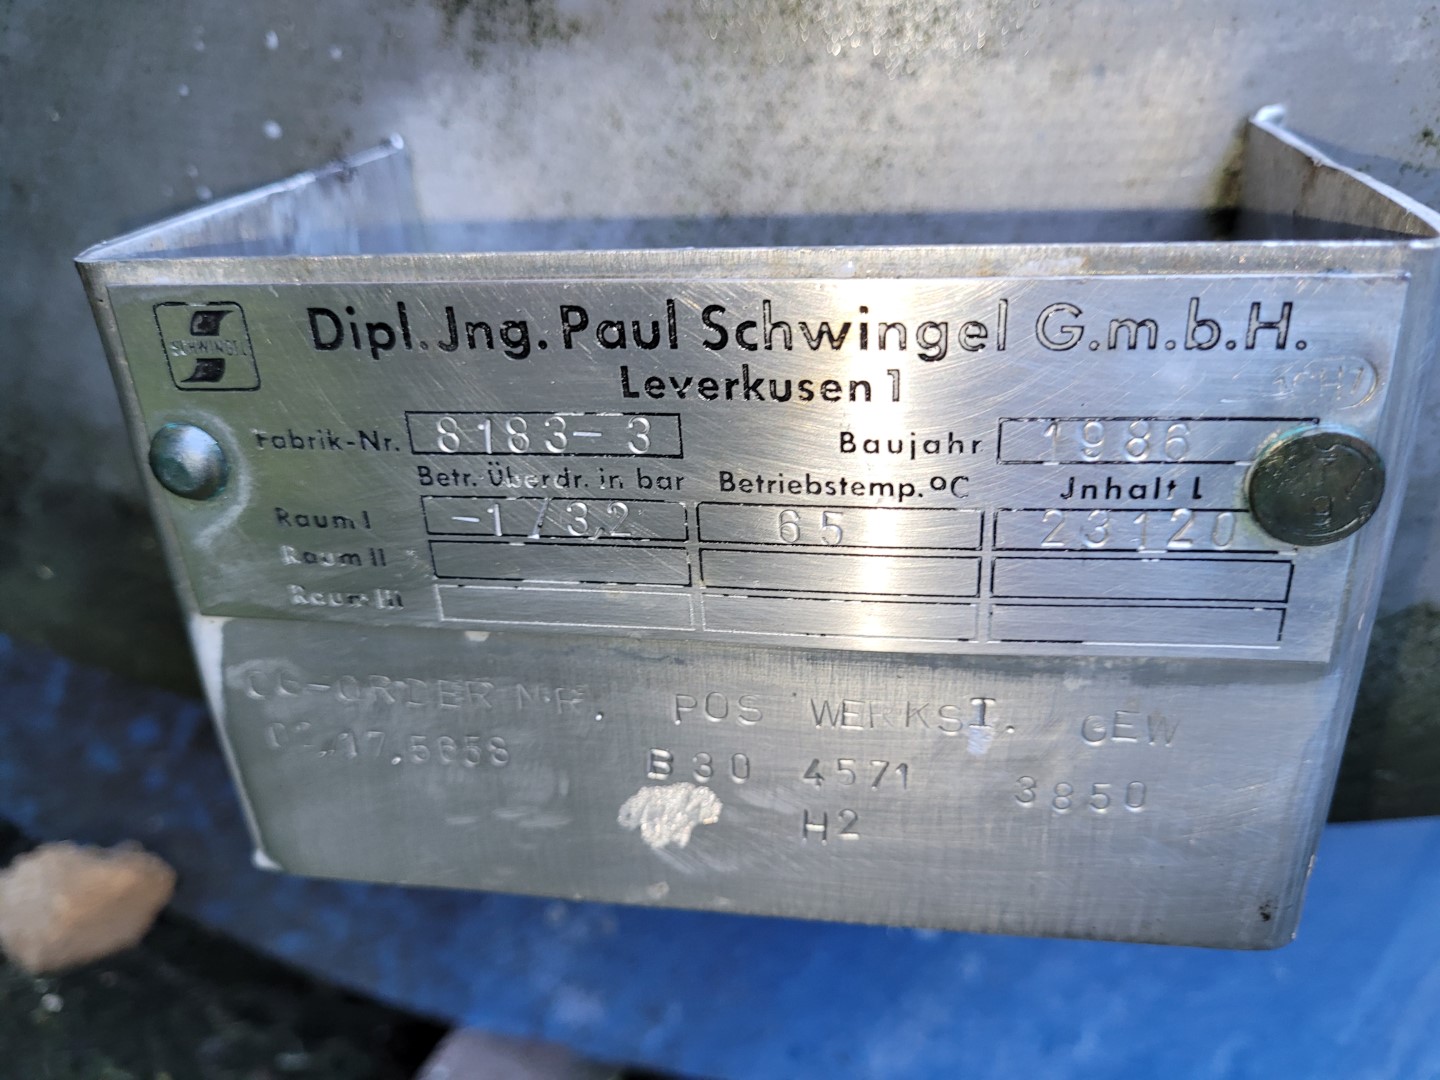 SCHWINGEL
Dipl. Jng. Paul Schwingel G.m.b.H.
Leverkusen 1
Fabrik-Nr. 8183-3 Baujahr 1986
Betr. Überdr. in bar Betriebstemp. °C Jnhalt L
Raum I -1/3,2 65 23120
Raum II
Raum III
CG-ORDER NR. POS WERKST. GEW
.17.5658 B30 4571 3850
H2